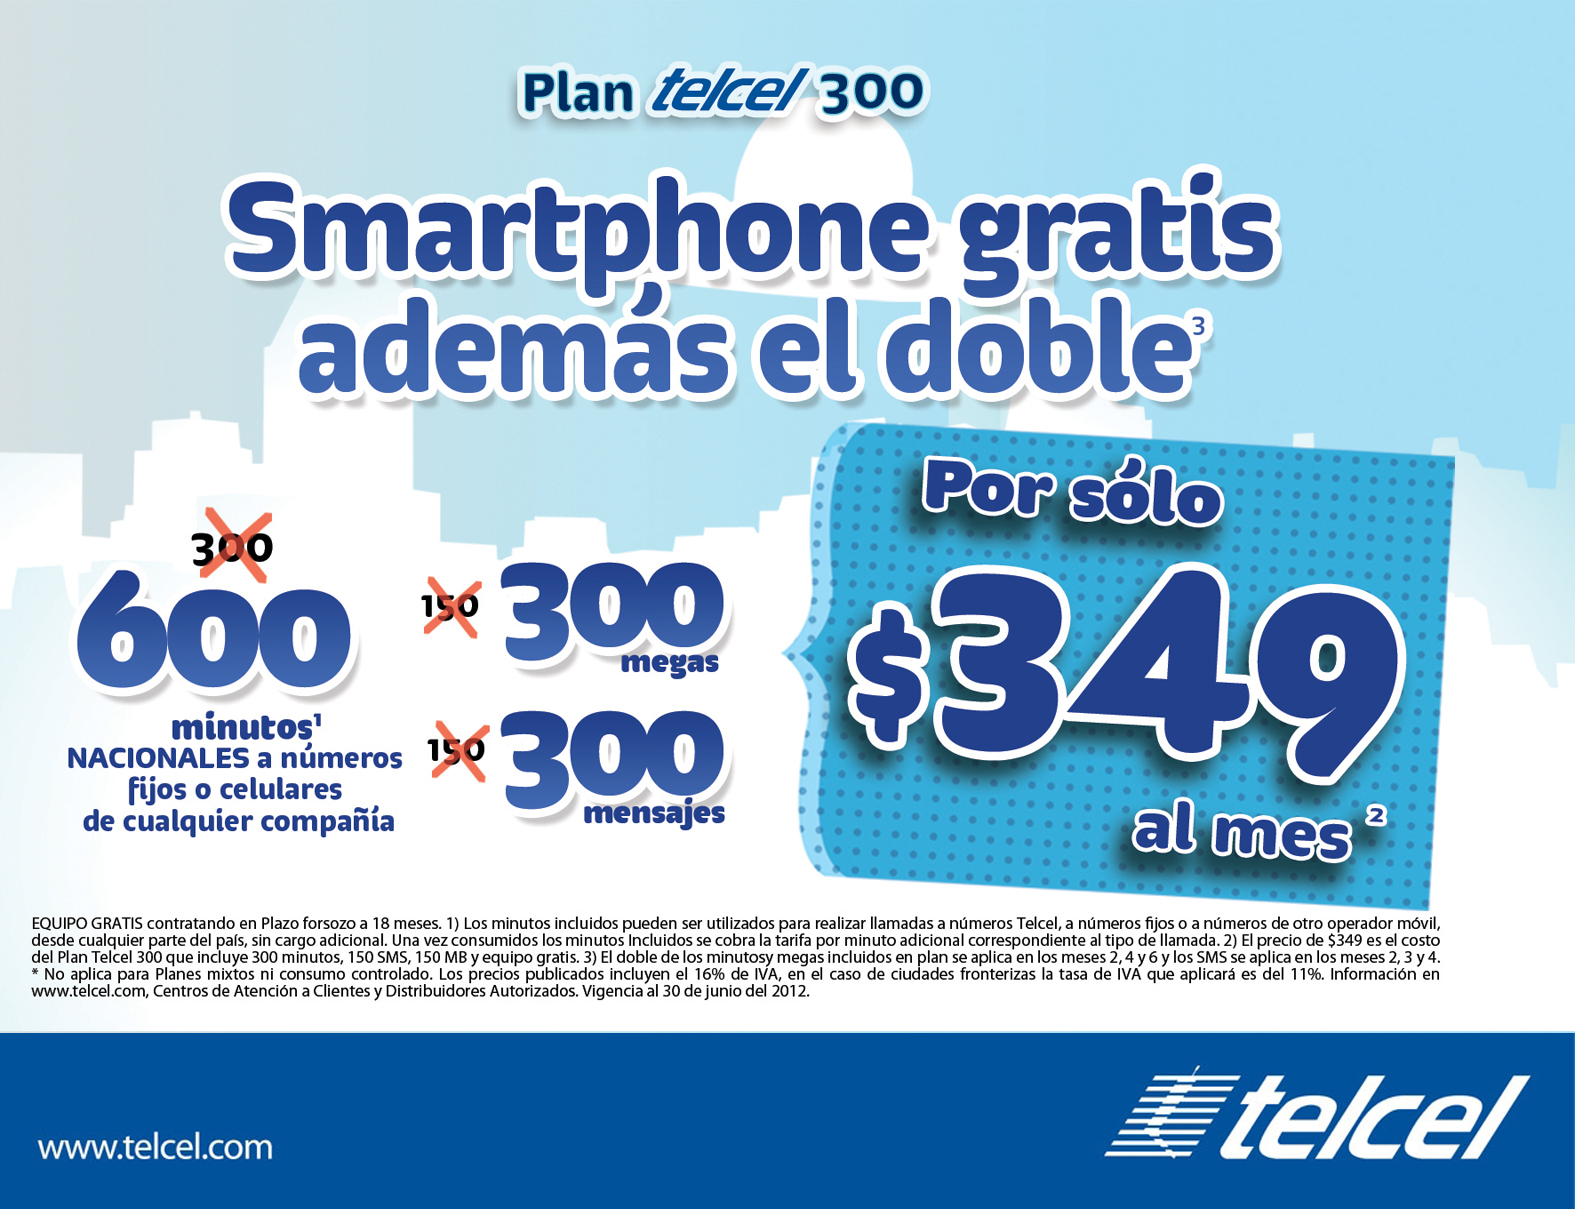 Plan telcel 300
Smartphone gratis
además el doble³
300
600
minutos¹
NACIONALES a números
fijos o celulares
de cualquier compañía
150 300
megas
150 300
mensajes
Por sólo
$349
al mes ²
EQUIPO GRATIS contratando en Plazo forsozo a 18 meses. 1) Los minutos incluidos pueden ser utilizados para realizar llamadas a números Telcel, a números fijos o a números de otro operador móvil,
desde cualquier parte del país, sin cargo adicional. Una vez consumidos los minutos Incluidos se cobra la tarifa por minuto adicional correspondiente al tipo de llamada. 2) El precio de $349 es el costo
del Plan Telcel 300 que incluye 300 minutos, 150 SMS, 150 MB y equipo gratis. 3) El doble de los minutosy megas incluidos en plan se aplica en los meses 2, 4 y 6 y los SMS se aplica en los meses 2, 3 y 4.
* No aplica para Planes mixtos ni consumo controlado. Los precios publicados incluyen el 16% de IVA, en el caso de ciudades fronterizas la tasa de IVA que aplicará es del 11%. Información en
www.telcel.com, Centros de Atención a Clientes y Distribuidores Autorizados. Vigencia al 30 de junio del 2012.
www.telcel.com
telcel